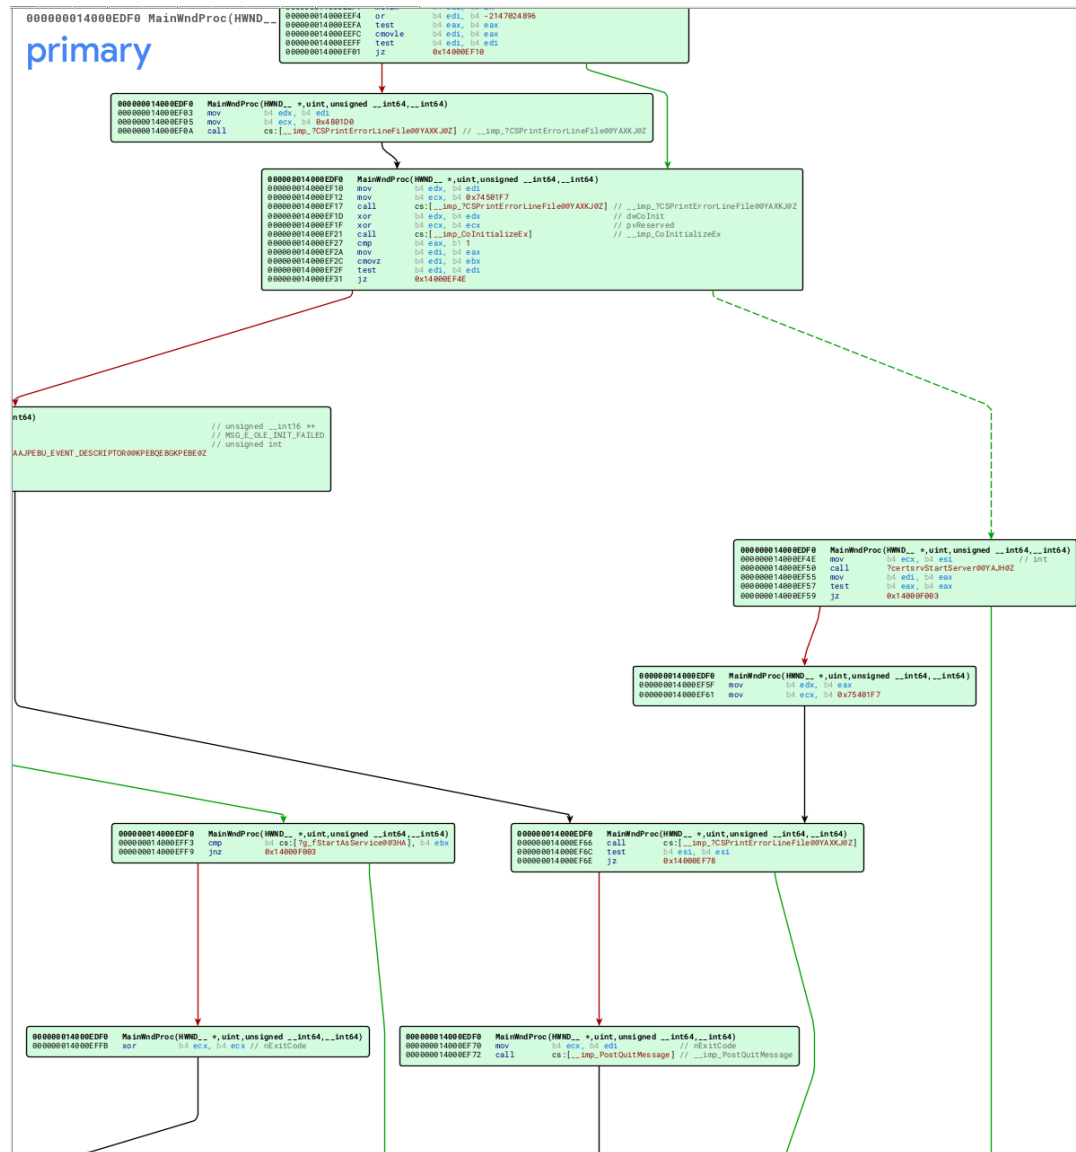 000000014000EDF0 MainWndProc(HWND__
primary
000000014000EEF4 or b4 edi, b4 -2147024896
000000014000EEFA test b4 eax, b4 eax
000000014000EEFC cmovle b4 edi, b4 eax
000000014000EEFF test b4 edi, b4 edi
000000014000EF01 jz 0x14000EF10
000000014000EDF0 MainWndProc(HWND__ *,uint,unsigned __int64,__int64)
000000014000EF03 mov b4 edx, b4 edi
000000014000EF05 mov b4 ecx, b4 0x4801D0
000000014000EF0A call cs:[__imp_?CSPrintErrorLineFile@@YAXKJ@Z] // __imp_?CSPrintErrorLineFile@@YAXKJ@Z
000000014000EDF0 MainWndProc(HWND__ *,uint,unsigned __int64,__int64)
000000014000EF10 mov b4 edx, b4 edi
000000014000EF12 mov b4 ecx, b4 0x74501F7
000000014000EF17 call cs:[__imp_?CSPrintErrorLineFile@@YAXKJ@Z] // __imp_?CSPrintErrorLineFile@@YAXKJ@Z
000000014000EF1D xor b4 edx, b4 edx // dwCoInit
000000014000EF1F xor b4 ecx, b4 ecx // pvReserved
000000014000EF21 call cs:[__imp_CoInitializeEx] // __imp_CoInitializeEx
000000014000EF27 cmp b4 eax, b1 1
000000014000EF2A mov b4 edi, b4 eax
000000014000EF2C cmovz b4 edi, b4 ebx
000000014000EF2F test b4 edi, b4 edi
000000014000EF31 jz 0x14000EF4E
nt64)
// unsigned __int16 **
// MSG_E_OLE_INIT_FAILED
// unsigned int
AAJPEBU_EVENT_DESCRIPTOR@@KPEBQEBGKPEBE@Z
000000014000EDF0 MainWndProc(HWND__ *,uint,unsigned __int64,__int64)
000000014000EF4E mov b4 ecx, b4 esi // int
000000014000EF50 call ?certsrvStartServer@@YAJH@Z
000000014000EF55 mov b4 edi, b4 eax
000000014000EF57 test b4 eax, b4 eax
000000014000EF59 jz 0x14000F003
000000014000EDF0 MainWndProc(HWND__ *,uint,unsigned __int64,__int64)
000000014000EF5F mov b4 edx, b4 eax
000000014000EF61 mov b4 ecx, b4 0x75401F7
000000014000EDF0 MainWndProc(HWND__ *,uint,unsigned __int64,__int64)
000000014000EFF3 cmp b4 cs:[?g_fStartAsService@@3HA], b4 ebx
000000014000EFF9 jnz 0x14000F003
000000014000EDF0 MainWndProc(HWND__ *,uint,unsigned __int64,__int64)
000000014000EF66 call cs:[__imp_?CSPrintErrorLineFile@@YAXKJ@Z]
000000014000EF6C test b4 esi, b4 esi
000000014000EF6E jz 0x14000EF78
000000014000EDF0 MainWndProc(HWND__ *,uint,unsigned __int64,__int64)
000000014000EFFB xor b4 ecx, b4 ecx // nExitCode
000000014000EDF0 MainWndProc(HWND__ *,uint,unsigned __int64,__int64)
000000014000EF70 mov b4 ecx, b4 edi // nExitCode
000000014000EF72 call cs:[__imp_PostQuitMessage] // __imp_PostQuitMessage